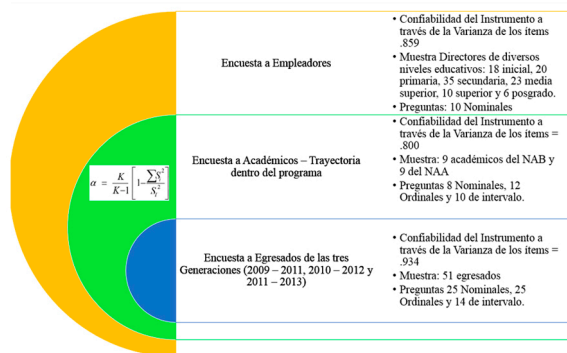 Encuesta a Empleadores
• Confiabilidad del Instrumento a
través de la Varianza de los ítems
.859
• Muestra Directores de diversos
niveles educativos: 18 inicial, 20
primaria, 35 secundaria, 23 media
superior, 10 superior y 6 posgrado.
• Preguntas: 10 Nominales
α = K / K−1 [ 1− ∑S² / Sᵢ² ]
Encuesta a Académicos – Trayectoria
dentro del programa
• Confiabilidad del Instrumento a
través de la Varianza de los ítems =
.800
• Muestra: 9 académicos del NAB y
9 del NAA
• Preguntas 8 Nominales, 12
Ordinales y 10 de intervalo.
Encuesta a Egresados de las tres
Generaciones (2009 – 2011, 2010 – 2012 y
2011 – 2013)
• Confiabilidad del Instrumento a
través de la Varianza de los ítems =
.934
• Muestra: 51 egresados
• Preguntas 25 Nominales, 25
Ordinales y 14 de intervalo.